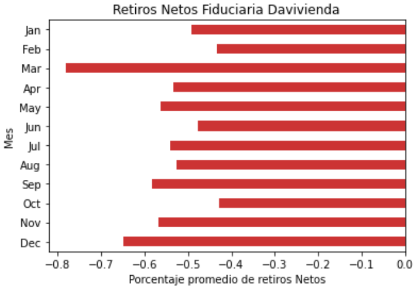 Retiros Netos Fiduciaria Davivienda
Mes
Jan
Feb
Mar
Apr
May
Jun
Jul
Aug
Sep
Oct
Nov
Dec
−0.8 −0.7 −0.6 −0.5 −0.4 −0.3 −0.2 −0.1 0.0
Porcentaje promedio de retiros Netos